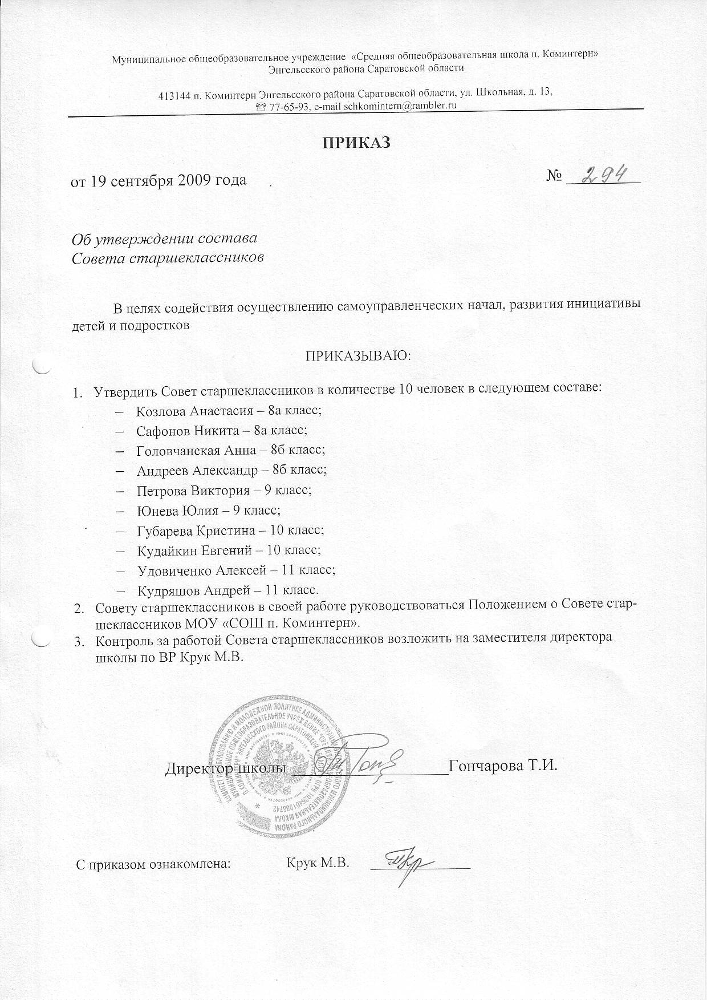 Муниципальное общеобразовательное учреждение «Средняя общеобразовательная школа п. Коминтерн»
Энгельсского района Саратовской области
413144 п. Коминтерн Энгельсского района Саратовской области, ул. Школьная, д. 13,
☏ 77-65-93, e-mail schkomintern@rambler.ru
ПРИКАЗ
от 19 сентября 2009 года № 294
Об утверждении состава
Совета старшеклассников
В целях содействия осуществлению самоуправленческих начал, развития инициативы
детей и подростков
ПРИКАЗЫВАЮ:
1. Утвердить Совет старшеклассников в количестве 10 человек в следующем составе:
– Козлова Анастасия – 8а класс;
– Сафонов Никита – 8а класс;
– Головчанская Анна – 8б класс;
– Андреев Александр – 8б класс;
– Петрова Виктория – 9 класс;
– Юнева Юлия – 9 класс;
– Губарева Кристина – 10 класс;
– Кудайкин Евгений – 10 класс;
– Удовиченко Алексей – 11 класс;
– Кудряшов Андрей – 11 класс.
2. Совету старшеклассников в своей работе руководствоваться Положением о Совете стар-
шеклассников МОУ «СОШ п. Коминтерн».
3. Контроль за работой Совета старшеклассников возложить на заместителя директора
школы по ВР Крук М.В.
Директор школы Гончарова Т.И.
С приказом ознакомлена: Крук М.В.